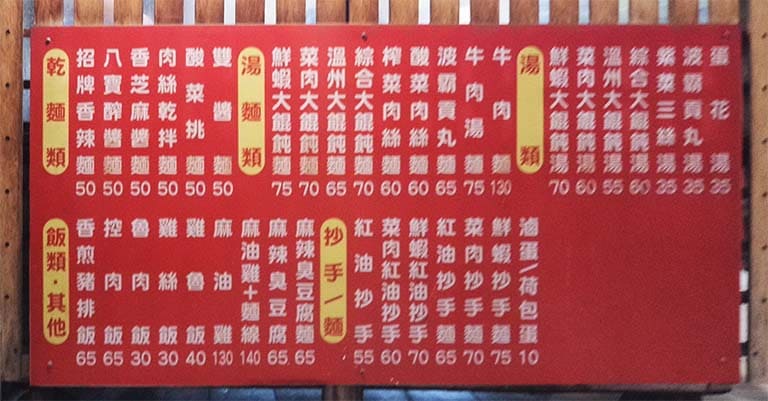 乾麵類
招牌香辣麵 50
八寶醡醬麵 50
香芝麻醬麵 50
肉絲乾拌麵 50
酸菜挑麵 50
雙醬麵 50
湯麵類
鮮蝦大餛飩麵 75
菜肉大餛飩麵 70
溫州大餛飩麵 65
綜合大餛飩麵 70
榨菜肉絲麵 60
酸菜肉絲麵 60
波霸貢丸麵 65
牛肉湯麵 75
牛肉麵 130
湯類
鮮蝦大餛飩湯 70
菜肉大餛飩湯 60
溫州大餛飩湯 55
綜合大餛飩湯 60
紫菜三絲湯 35
波霸貢丸湯 35
蛋花湯 35
飯類·其他
香煎豬排飯 65
控肉飯 65
魯肉飯 30
雞絲飯 30
雞魯飯 40
麻油雞 130
麻油雞+麵線 140
麻辣臭豆腐 65
麻辣臭豆腐麵 65
抄手/麵
紅油抄手 55
菜肉紅油抄手 60
鮮蝦紅油抄手 70
紅油抄手麵 65
菜肉抄手麵 70
鮮蝦抄手麵 75
滷蛋/荷包蛋 10